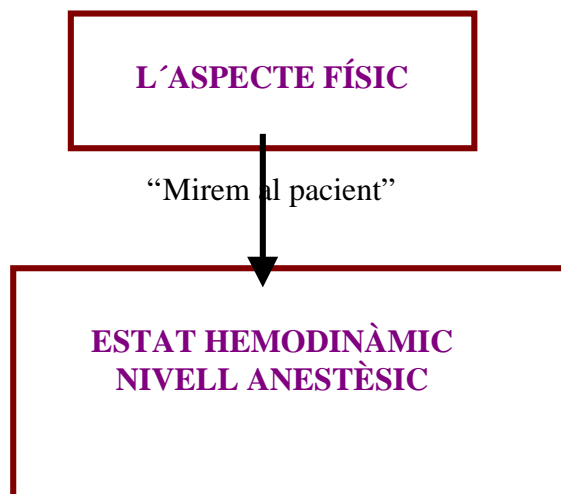 L´ASPECTE FÍSIC
“Mirem al pacient”
ESTAT HEMODINÀMIC
NIVELL ANESTÈSIC